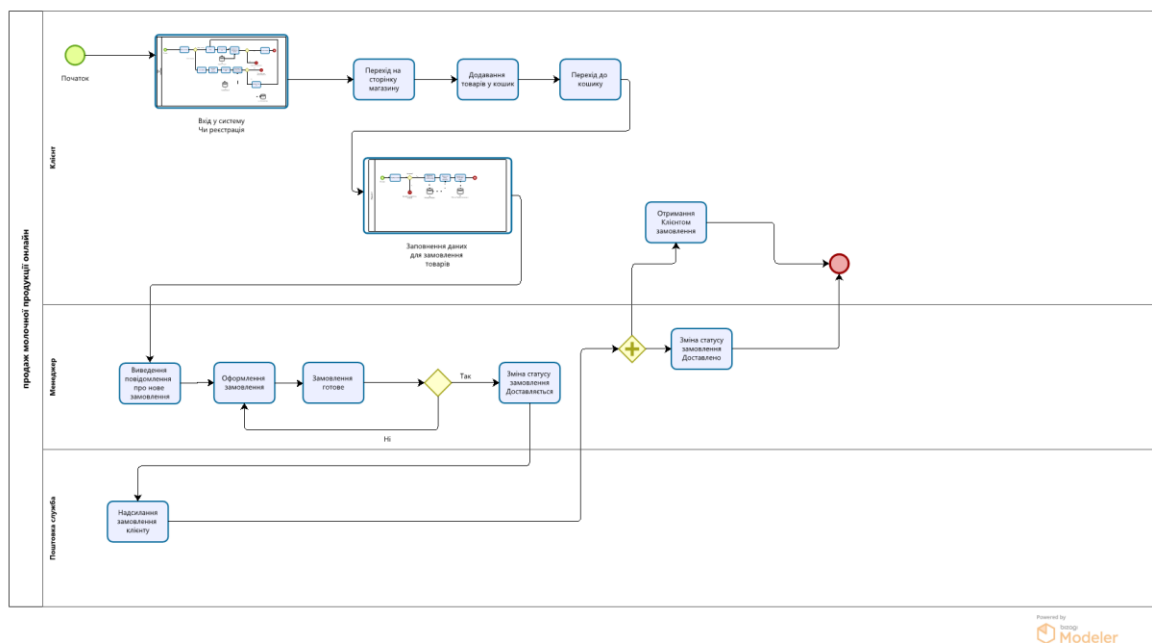 продаж молочної продукції онлайн
Клієнт
Початок
Вхід у систему
Чи реєстрація
Перехід на
сторінку
магазину
Додавання
товарів у кошик
Перехід до
кошику
Заповнення даних
для замовлення
товарів
Отримання
Клієнтом
замовлення
Менеджер
Виведення
повідомлення
про нове
замовлення
Оформлення
замовлення
Замовлення
готове
Так
Ні
Зміна статусу
замовлення
Доставляється
Зміна статусу
замовлення
Доставлено
Поштовка служба
Надсилання
замовлення
клієнту
Powered by
bizagi
Modeler